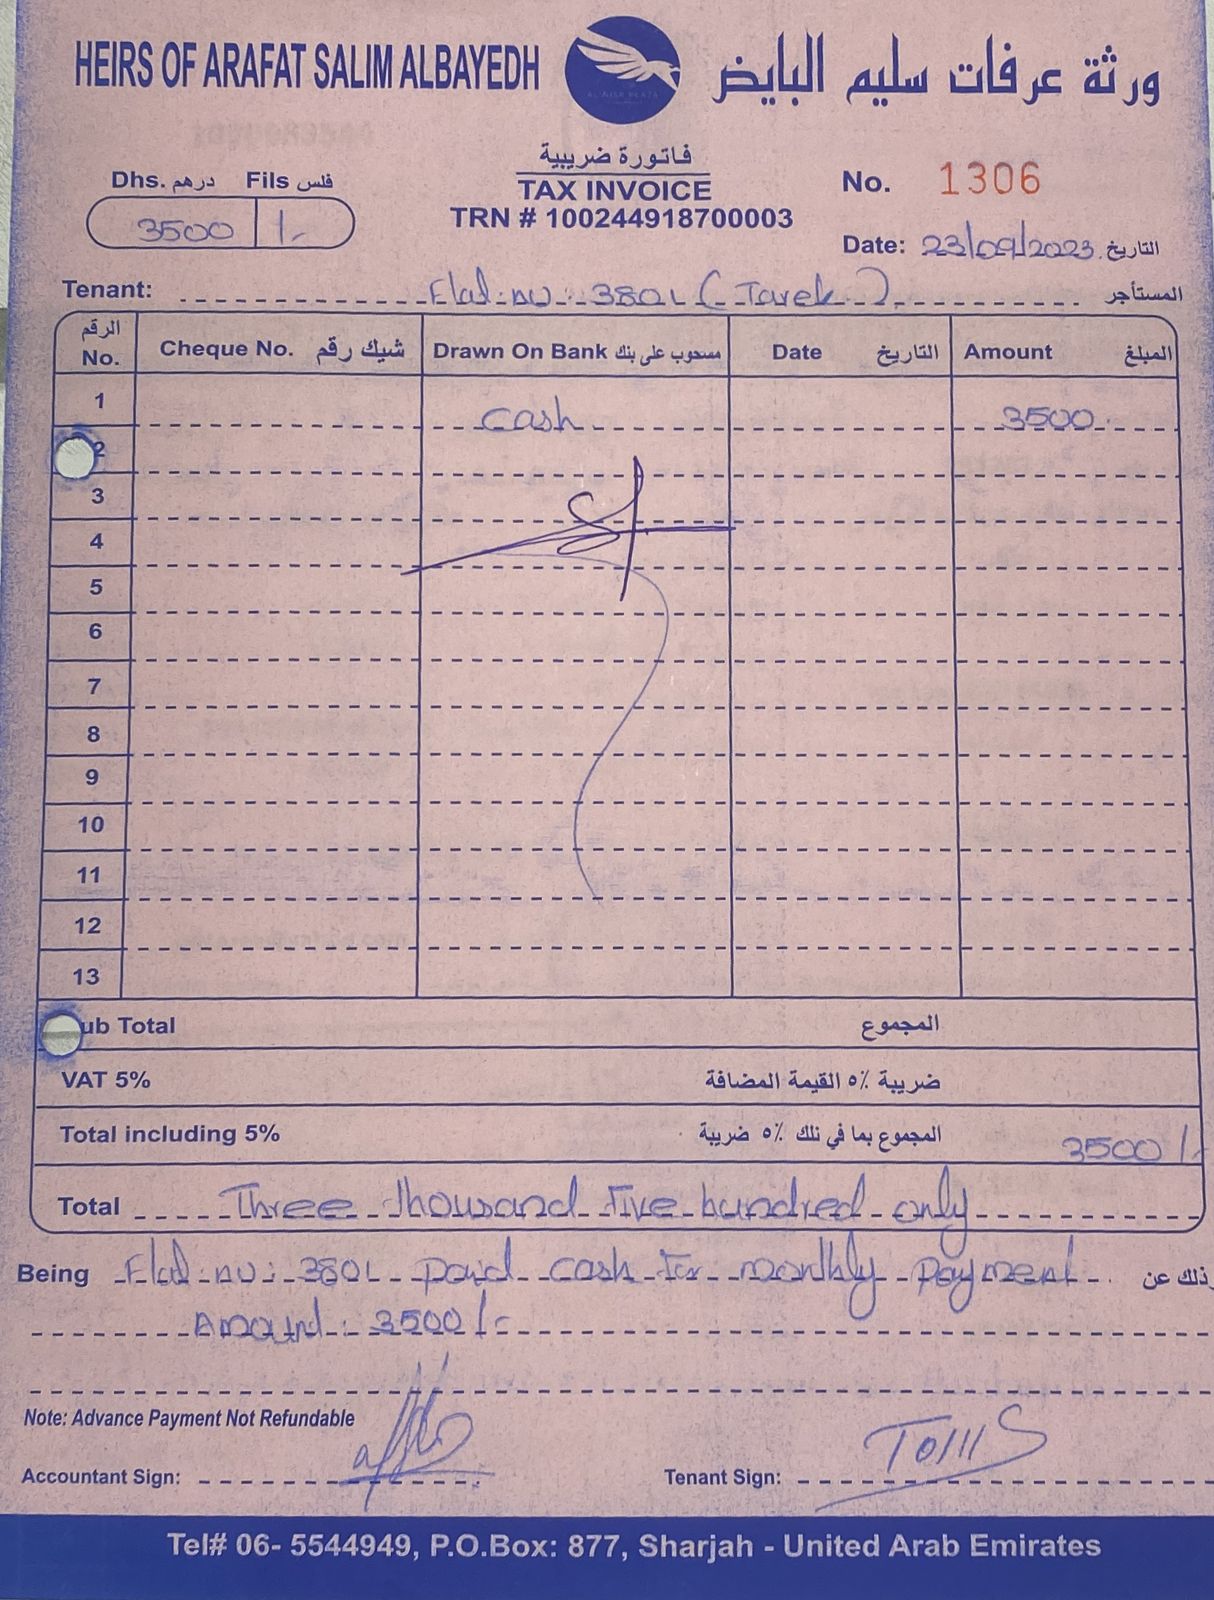 HEIRS OF ARAFAT SALIM ALBAYEDH
ورثة عرفات سليم البايض
فاتورة ضريبية
TAX INVOICE
TRN # 100244918700003
Dhs. درهم Fils فلس
3500 /-
No. 1306
Date: 23/09/2023 التاريخ
Tenant: Flat no: 3801 (Tarek) المستأجر
الرقم No. Cheque No. شيك رقم Drawn On Bank مسحوب على بنك Date التاريخ Amount المبلغ
1 Cash 3500
2
3
4
5
6
7
8
9
10
11
12
13
ub Total المجموع
VAT 5% ضريبة ٥٪ القيمة المضافة
Total including 5% المجموع بما في ذلك ٥٪ ضريبة 3500 /-
Total Three thousand Five hundred only
Being Flat no: 3801 paid cash for monthly payment. وذلك عن
Amount: 3500/-
Note: Advance Payment Not Refundable
Accountant Sign:
Tenant Sign:
Tel# 06- 5544949, P.O.Box: 877, Sharjah - United Arab Emirates